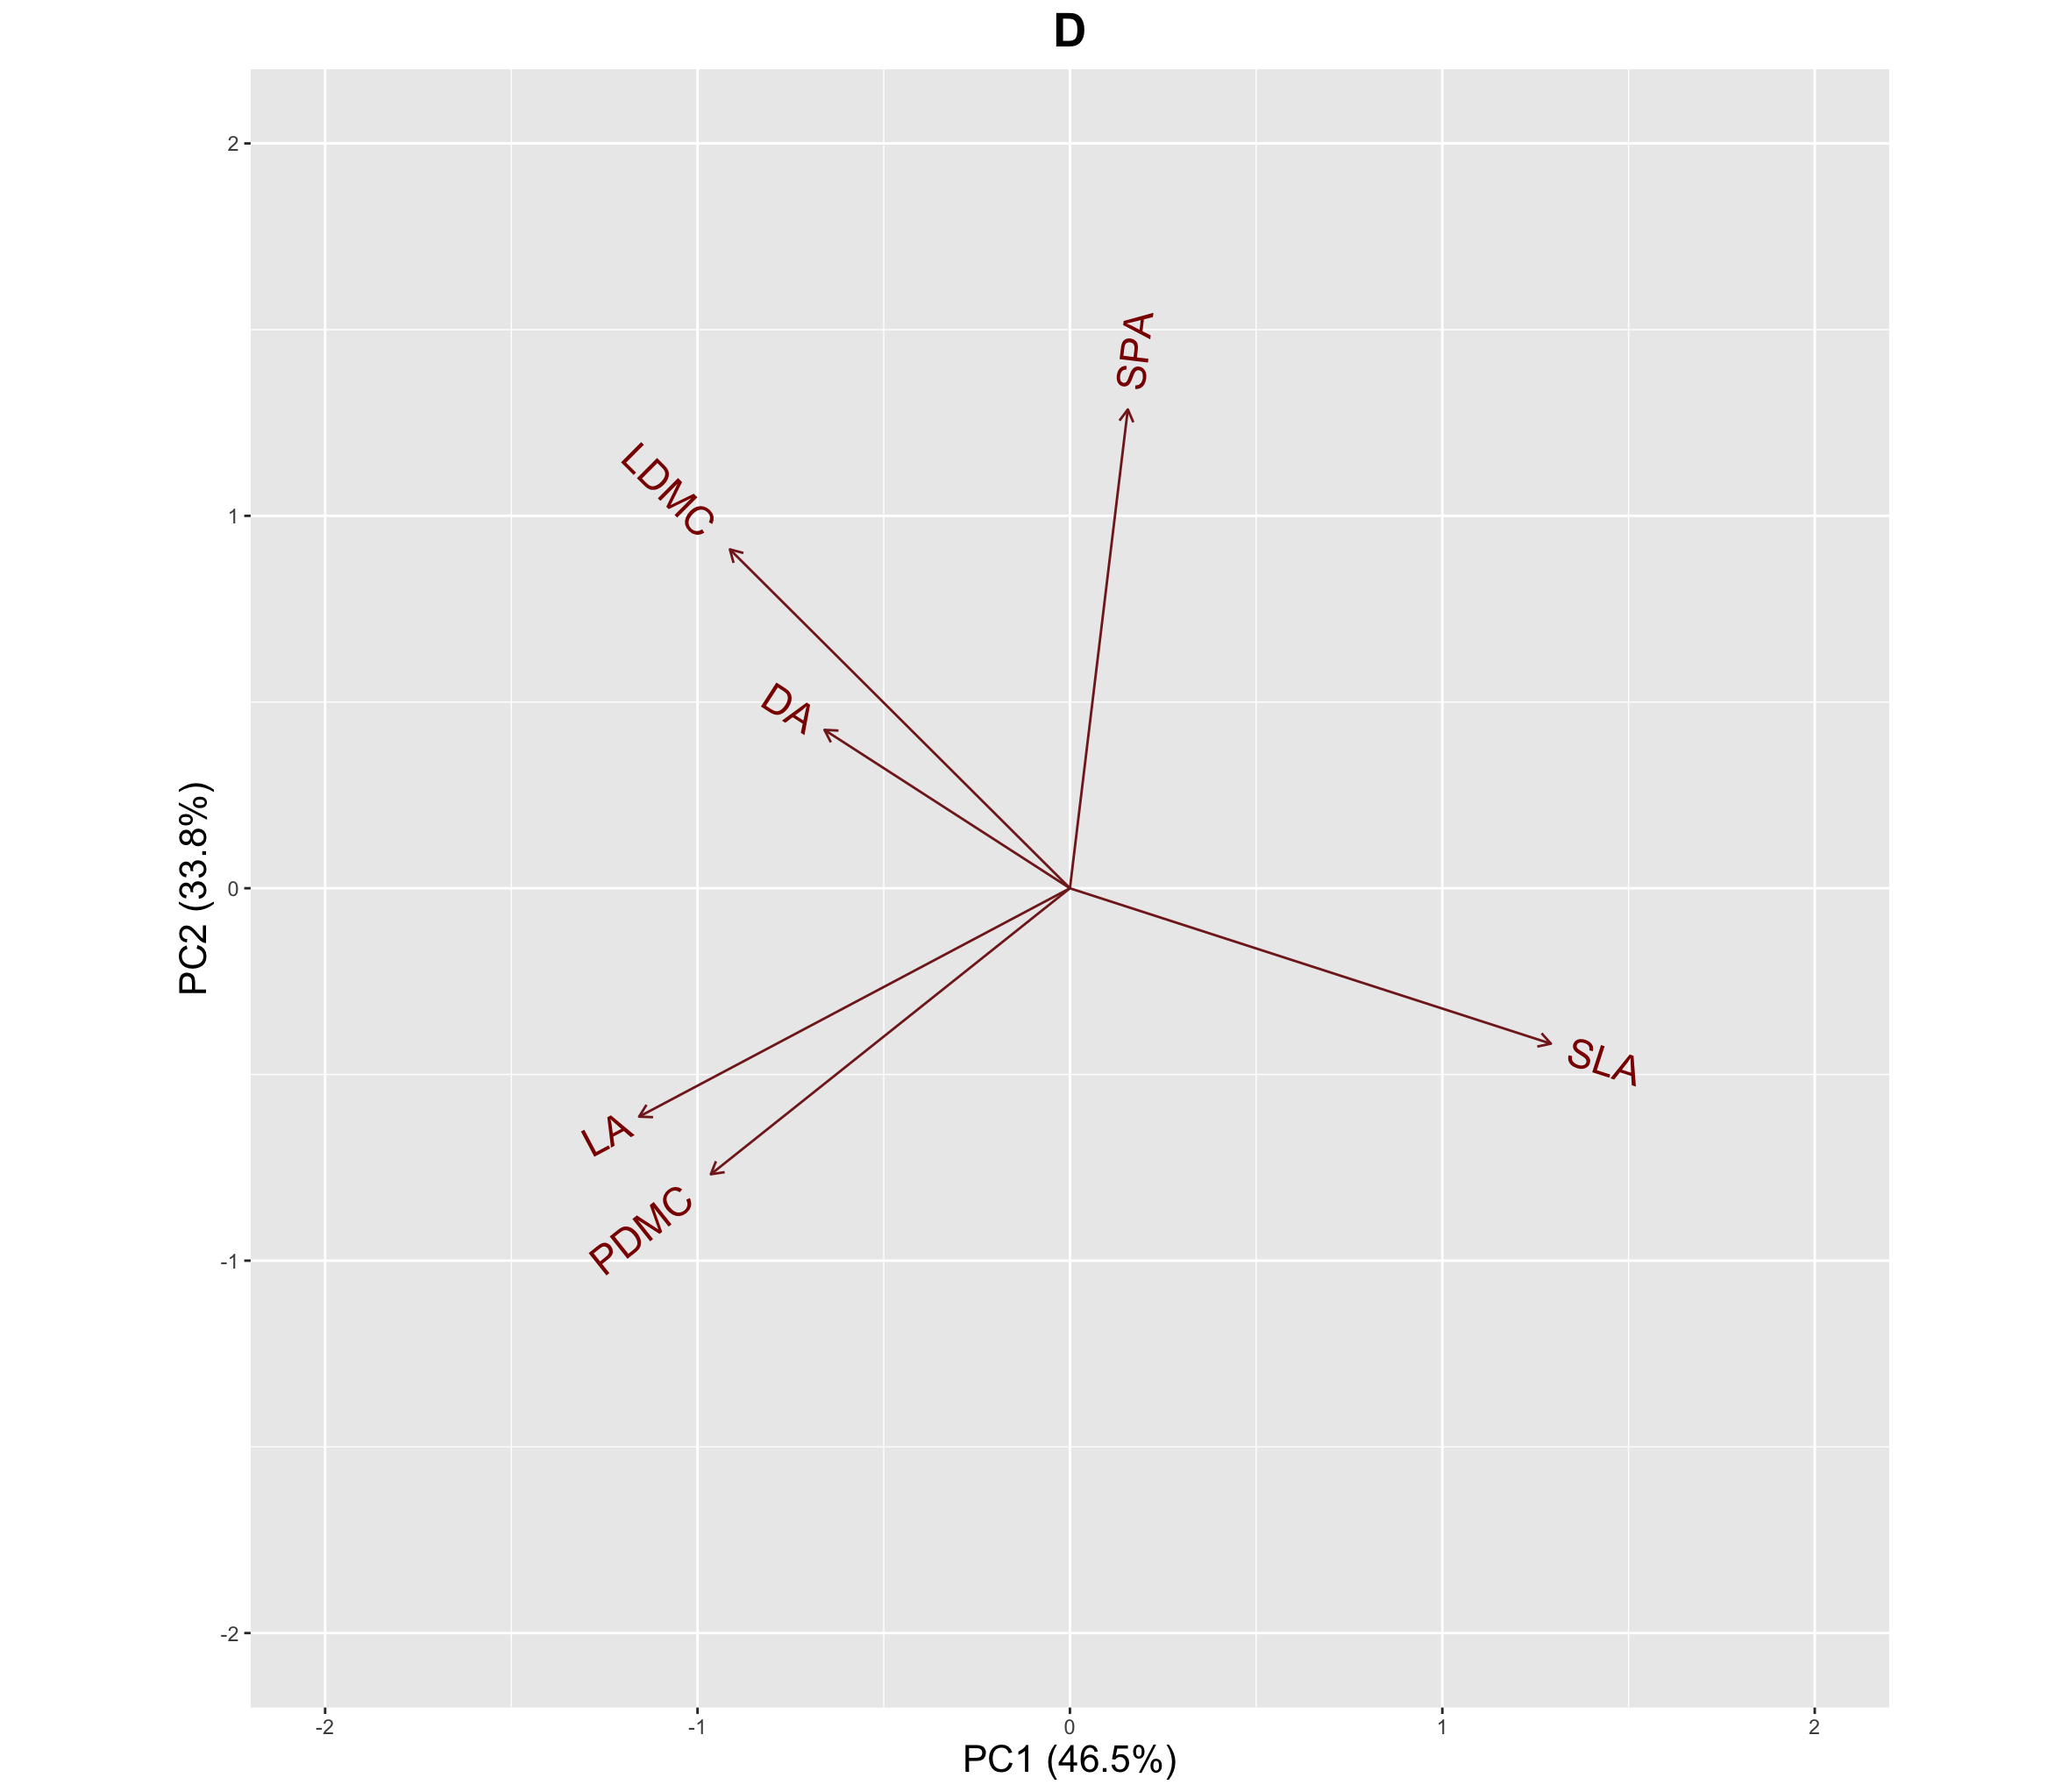 D
PC2 (33.8%)
2
1
0
-1
-2
SPA
LDMC
DA
SLA
LA
PDMC
-2
-1
0
1
2
PC1 (46.5%)